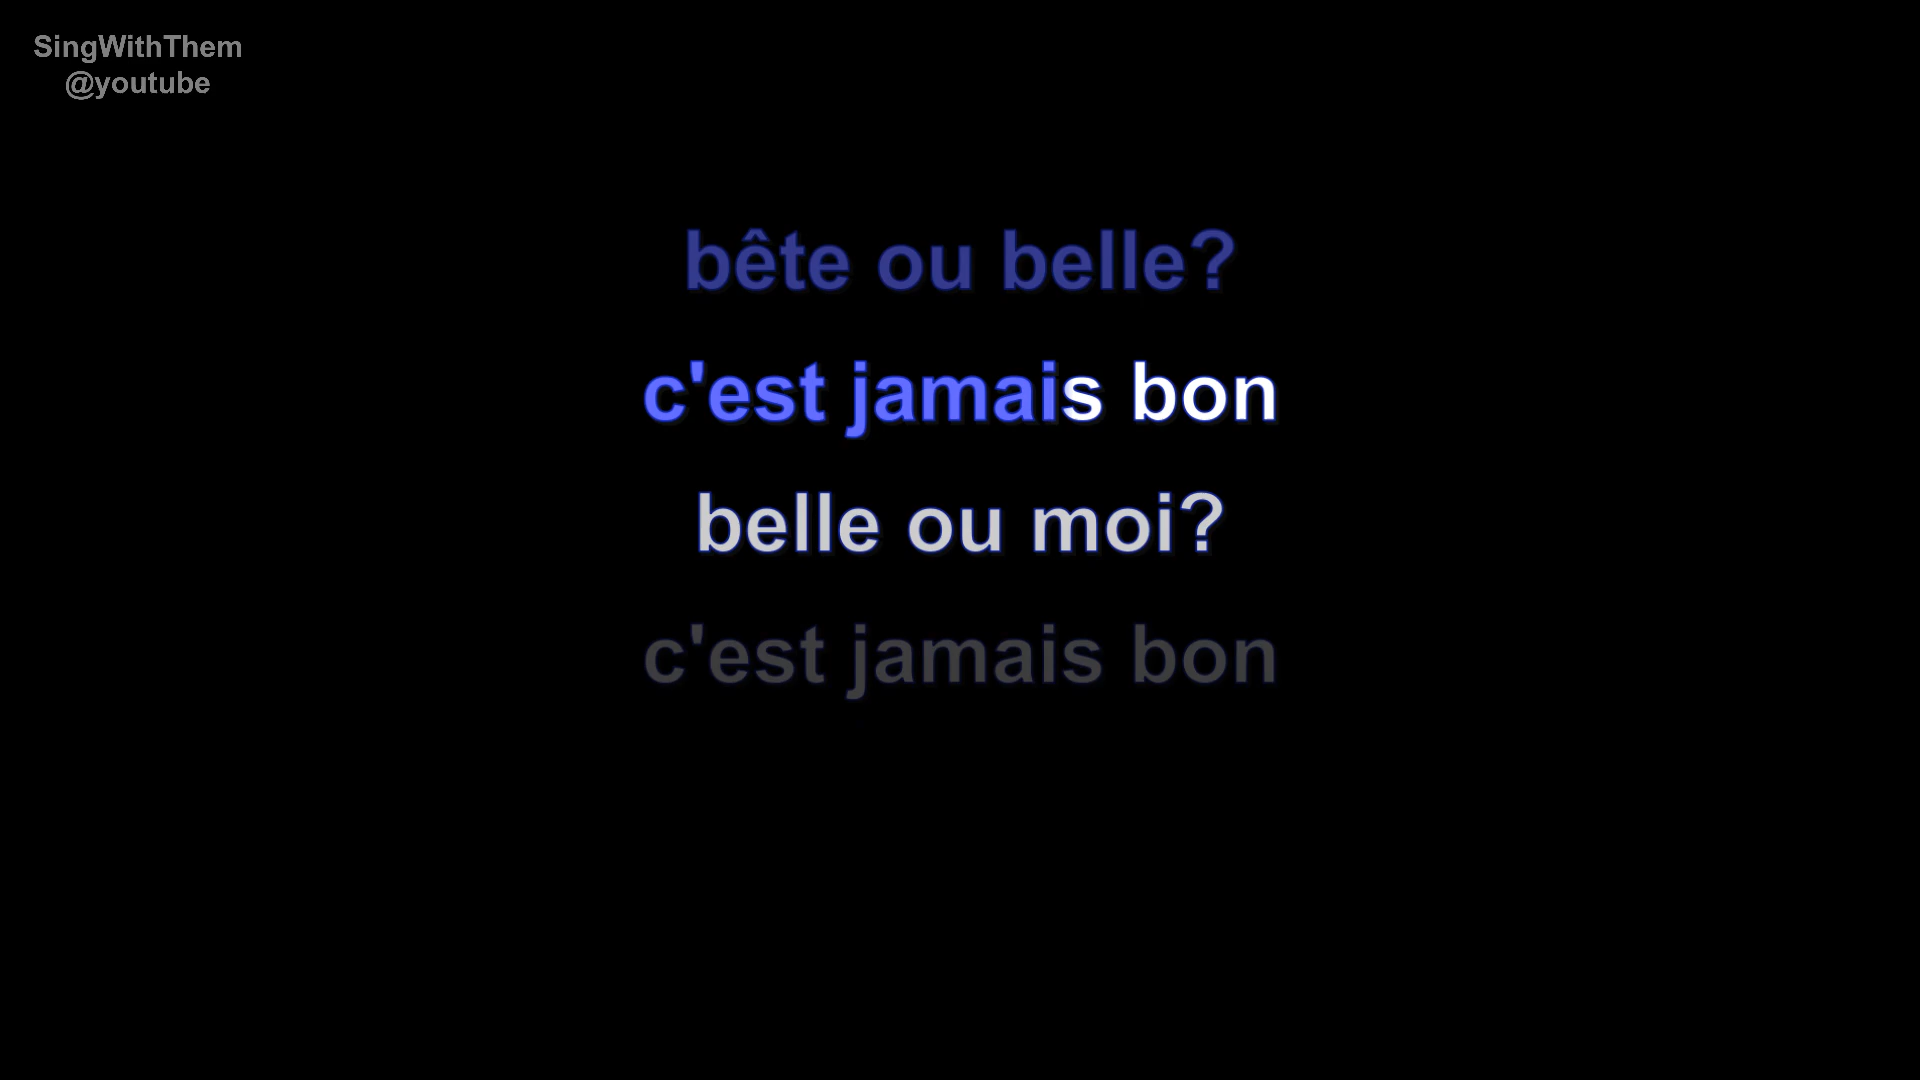 SingWithThem
@youtube
bête ou belle?
c'est jamais bon
belle ou moi?
c'est jamais bon